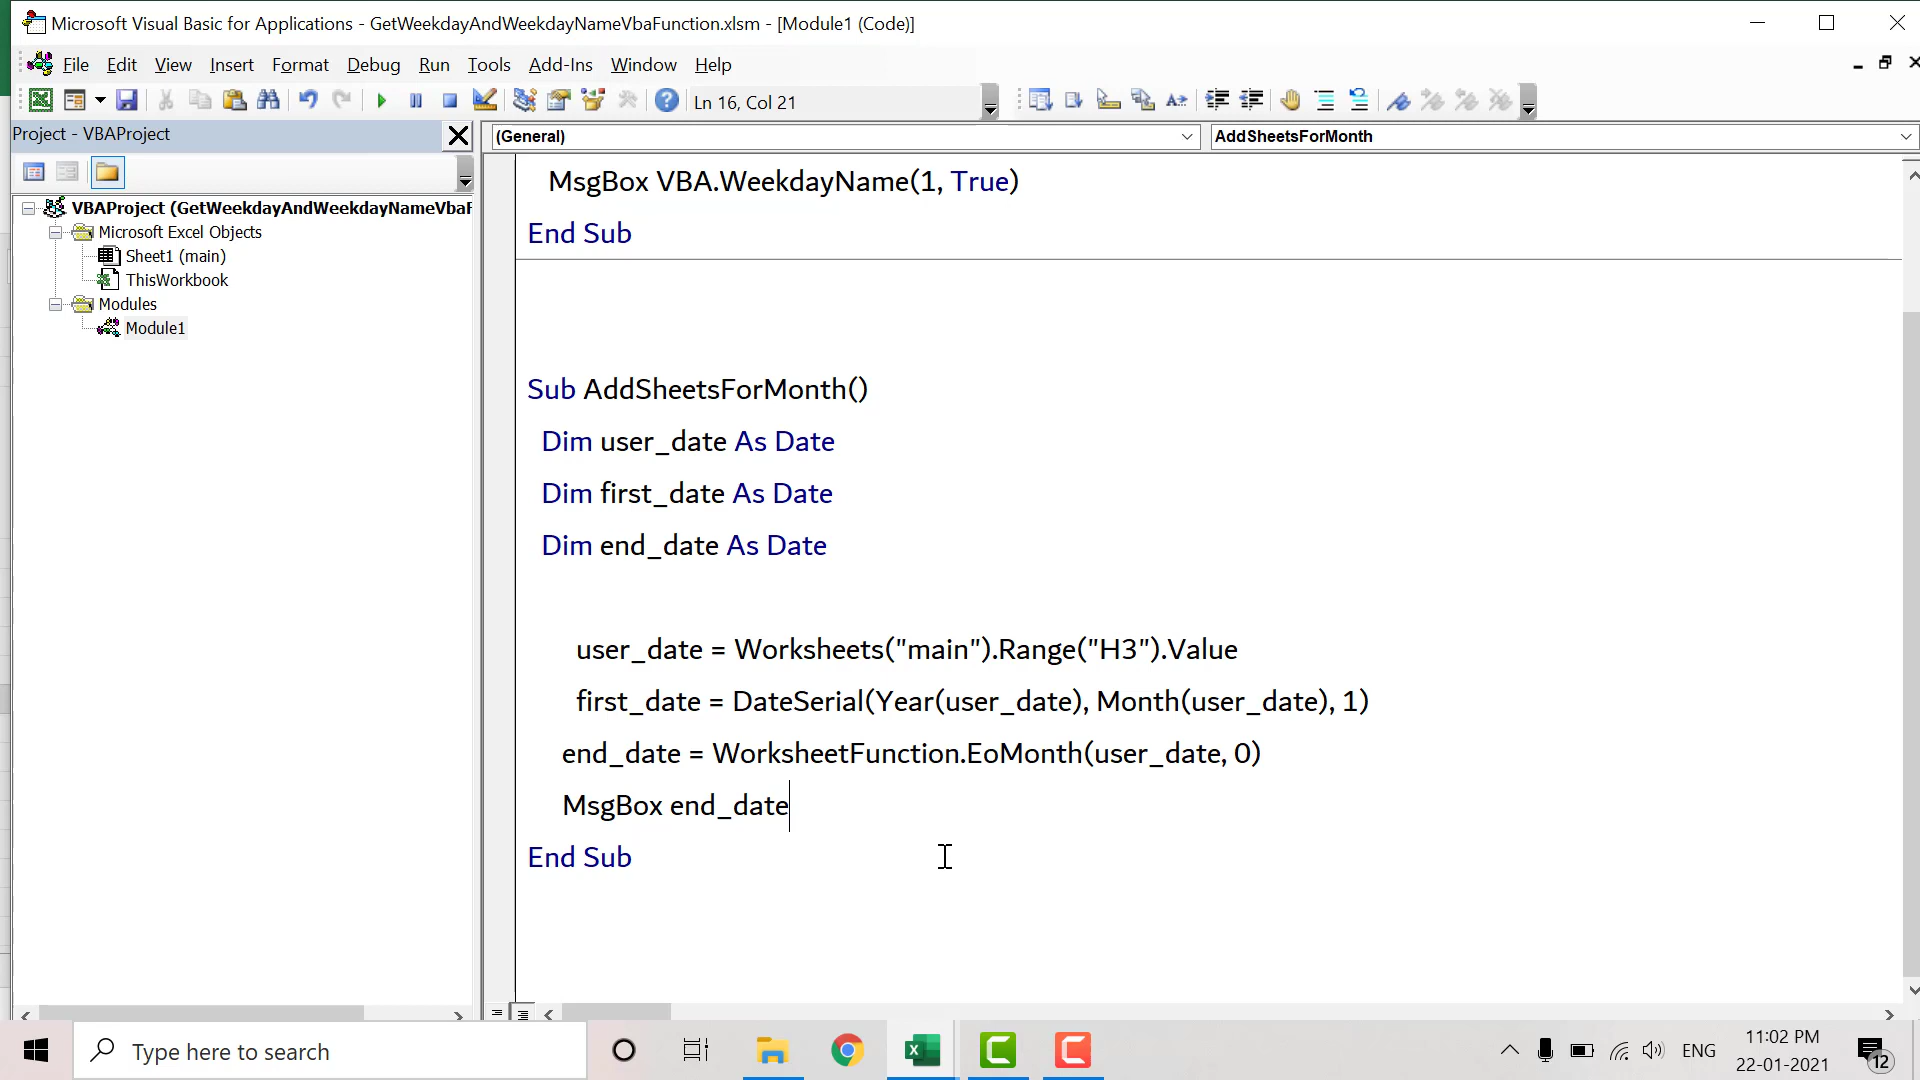 Microsoft Visual Basic for Applications - GetWeekdayAndWeekdayNameVbaFunction.xlsm - [Module1 (Code)]
File Edit View Insert Format Debug Run Tools Add-Ins Window Help
Ln 16, Col 21
Project - VBAProject
(General)
AddSheetsForMonth
VBAProject (GetWeekdayAndWeekdayNameVbaF
Microsoft Excel Objects
Sheet1 (main)
ThisWorkbook
Modules
Module1
MsgBox VBA.WeekdayName(1, True)
End Sub
Sub AddSheetsForMonth()
Dim user_date As Date
Dim first_date As Date
Dim end_date As Date
user_date = Worksheets("main").Range("H3").Value
first_date = DateSerial(Year(user_date), Month(user_date), 1)
end_date = WorksheetFunction.EoMonth(user_date, 0)
MsgBox end_date
End Sub
Type here to search
ENG
11:02 PM
22-01-2021
12